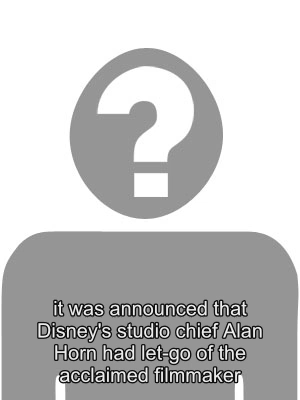 it was announced that
Disney's studio chief Alan
Horn had let-go of the
acclaimed filmmaker